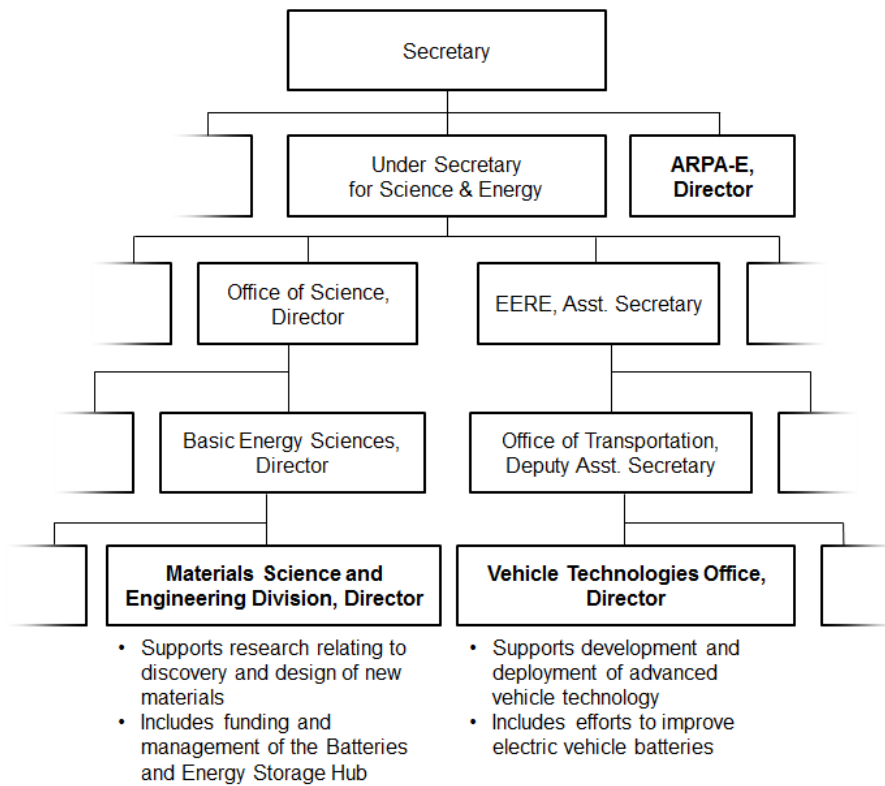 Secretary
Under Secretary
for Science & Energy
ARPA-E,
Director
Office of Science,
Director
EERE, Asst. Secretary
Basic Energy Sciences,
Director
Office of Transportation,
Deputy Asst. Secretary
Materials Science and
Engineering Division, Director
Vehicle Technologies Office,
Director
• Supports research relating to
discovery and design of new
materials
• Includes funding and
management of the Batteries
and Energy Storage Hub
• Supports development and
deployment of advanced
vehicle technology
• Includes efforts to improve
electric vehicle batteries